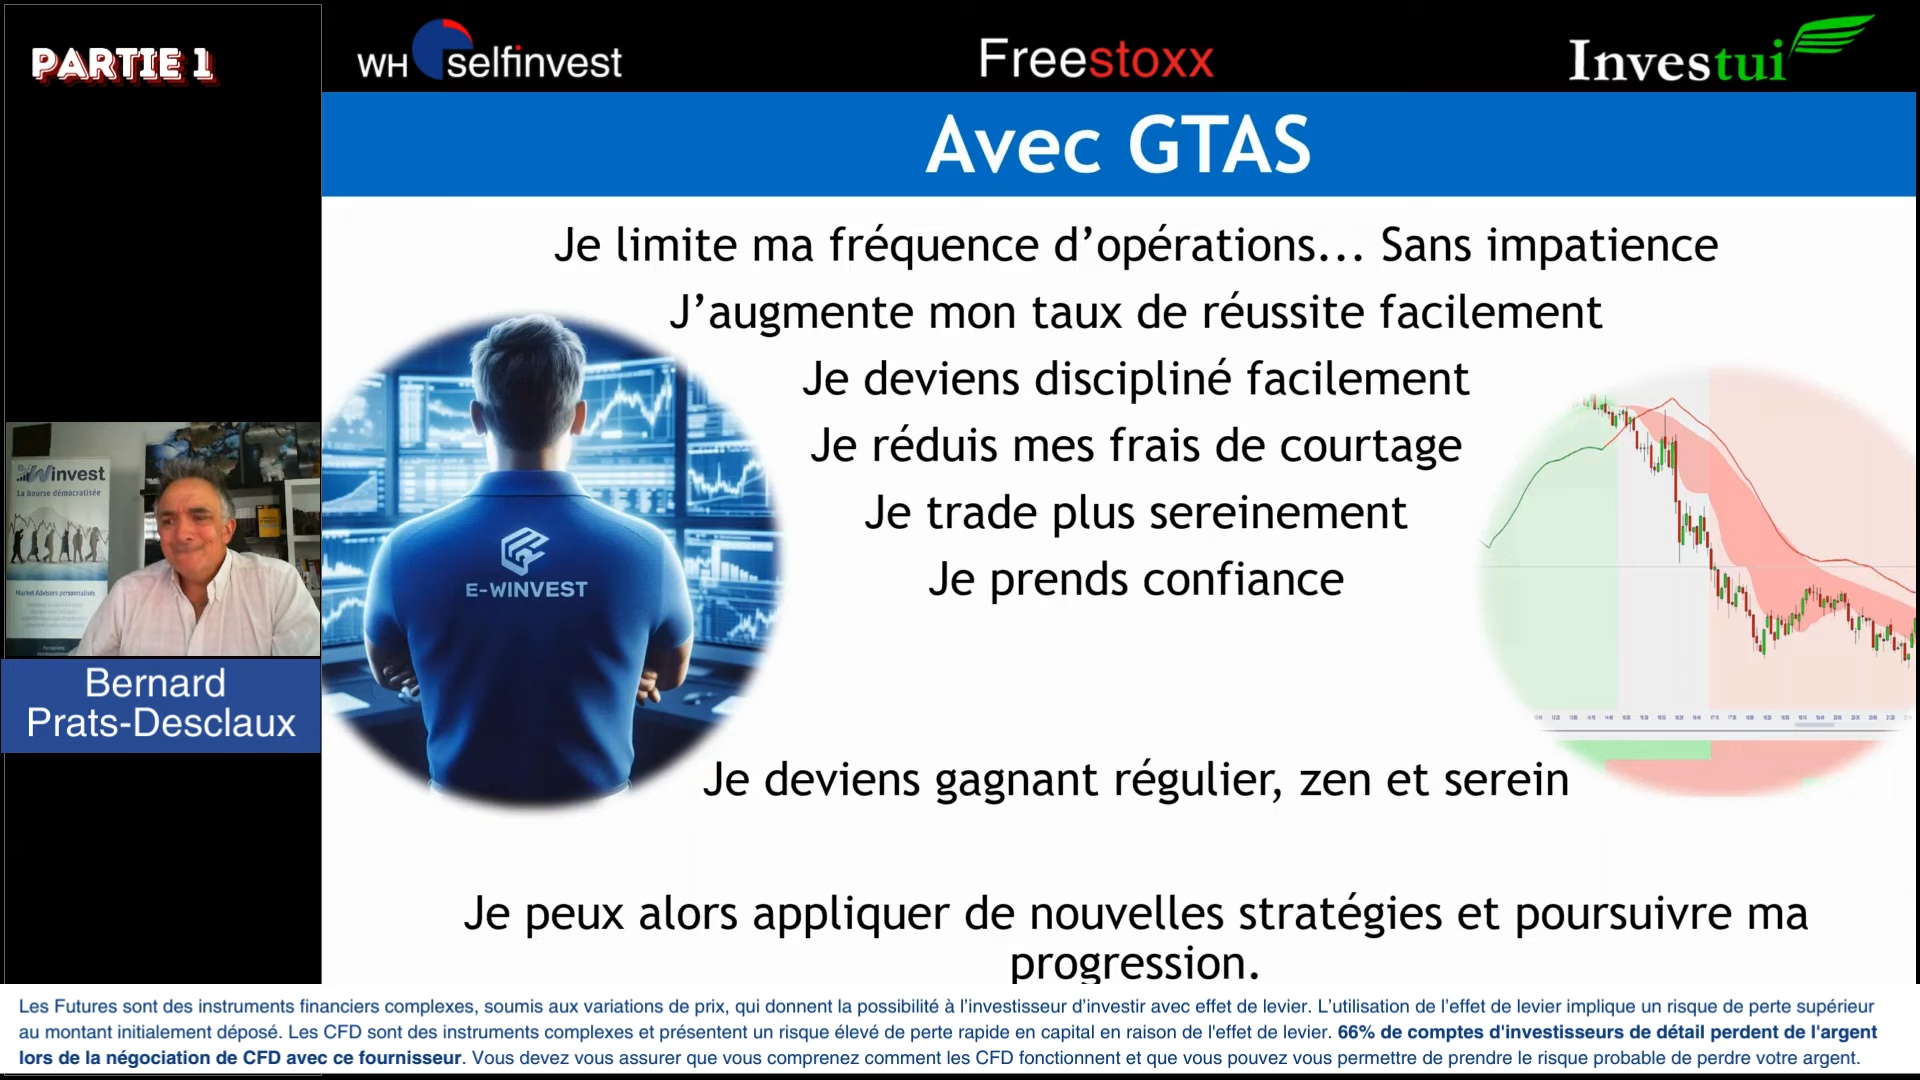 PARTIE 1
WH selfinvest
Freestoxx
Investui
Avec GTAS
Je limite ma fréquence d’opérations... Sans impatience
J’augmente mon taux de réussite facilement
Je deviens discipliné facilement
Je réduis mes frais de courtage
Je trade plus sereinement
Je prends confiance
E-WINVEST
Winvest
La bourse démocratisée
Market Advisors personnalisés
Bernard
Prats-Desclaux
Je deviens gagnant régulier, zen et serein
Je peux alors appliquer de nouvelles stratégies et poursuivre ma
progression.
Les Futures sont des instruments financiers complexes, soumis aux variations de prix, qui donnent la possibilité à l’investisseur d’investir avec effet de levier. L’utilisation de l’effet de levier implique un risque de perte supérieur
au montant initialement déposé. Les CFD sont des instruments complexes et présentent un risque élevé de perte rapide en capital en raison de l'effet de levier. 66% de comptes d'investisseurs de détail perdent de l'argent
lors de la négociation de CFD avec ce fournisseur. Vous devez vous assurer que vous comprenez comment les CFD fonctionnent et que vous pouvez vous permettre de prendre le risque probable de perdre votre argent.